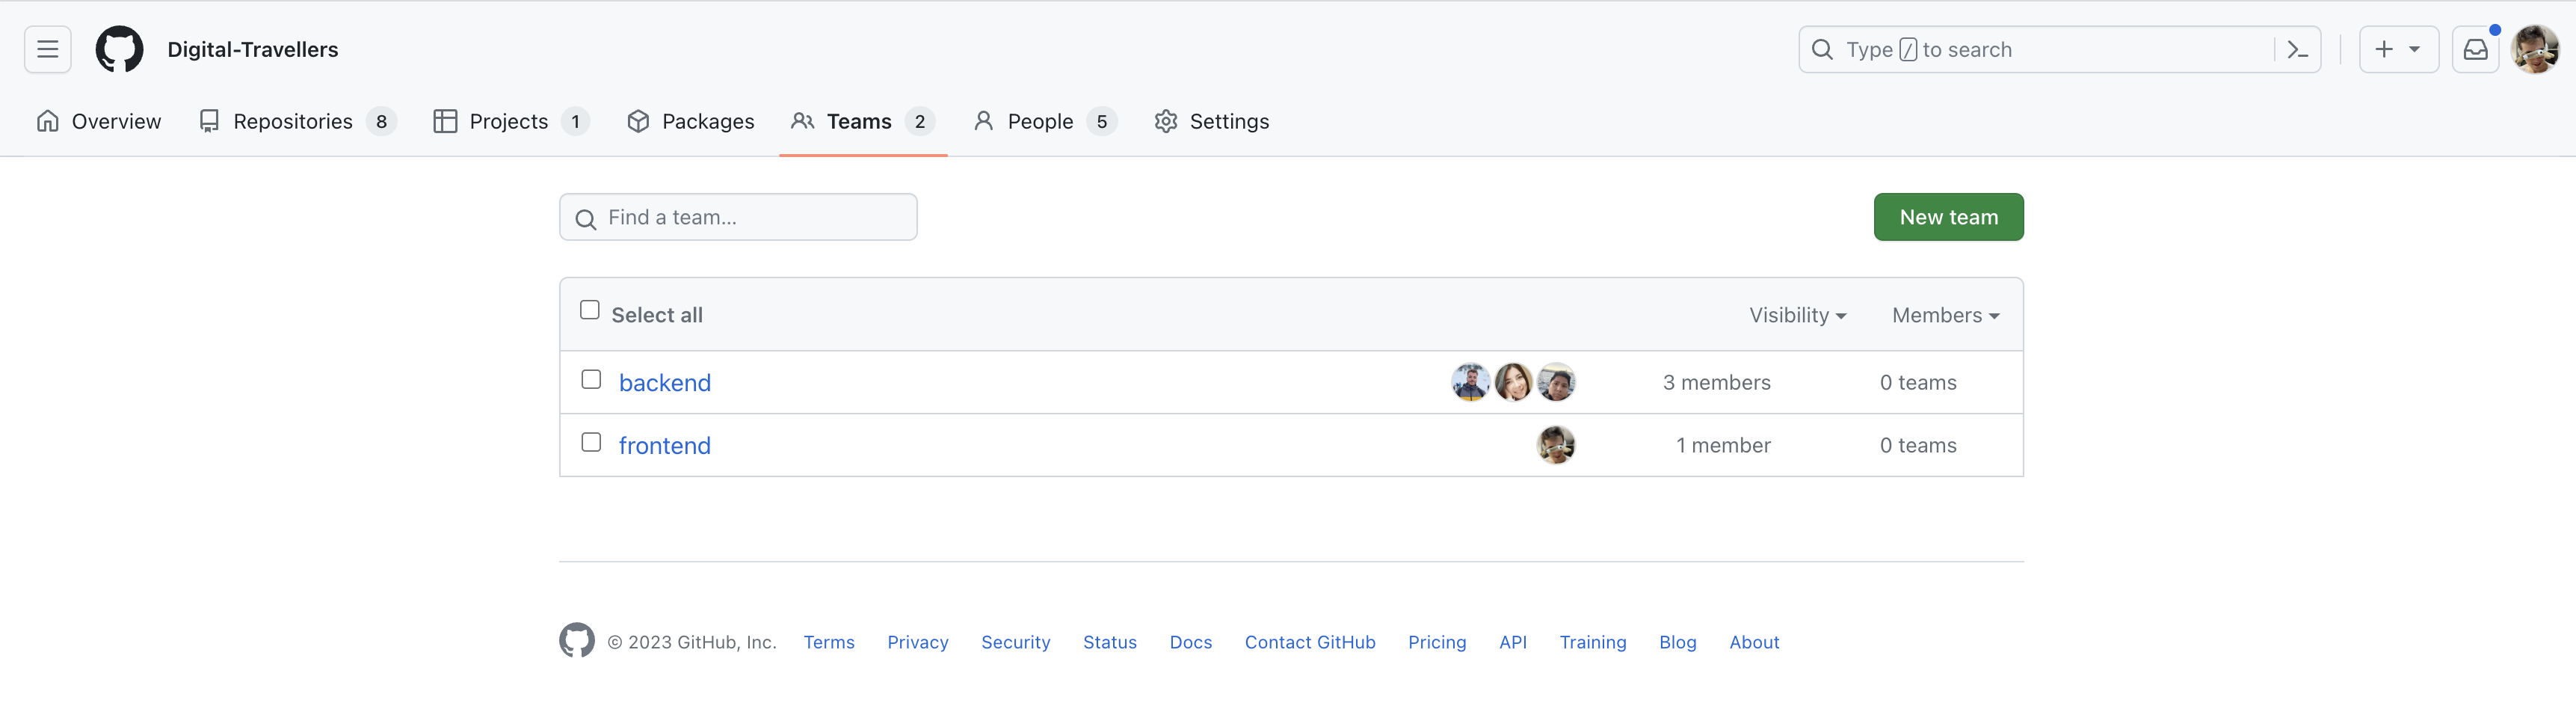 Digital-Travellers
Type / to search
Overview
Repositories 8
Projects 1
Packages
Teams 2
People 5
Settings
Find a team...
New team
Select all
Visibility
Members
backend
3 members
0 teams
frontend
1 member
0 teams
© 2023 GitHub, Inc.
Terms
Privacy
Security
Status
Docs
Contact GitHub
Pricing
API
Training
Blog
About